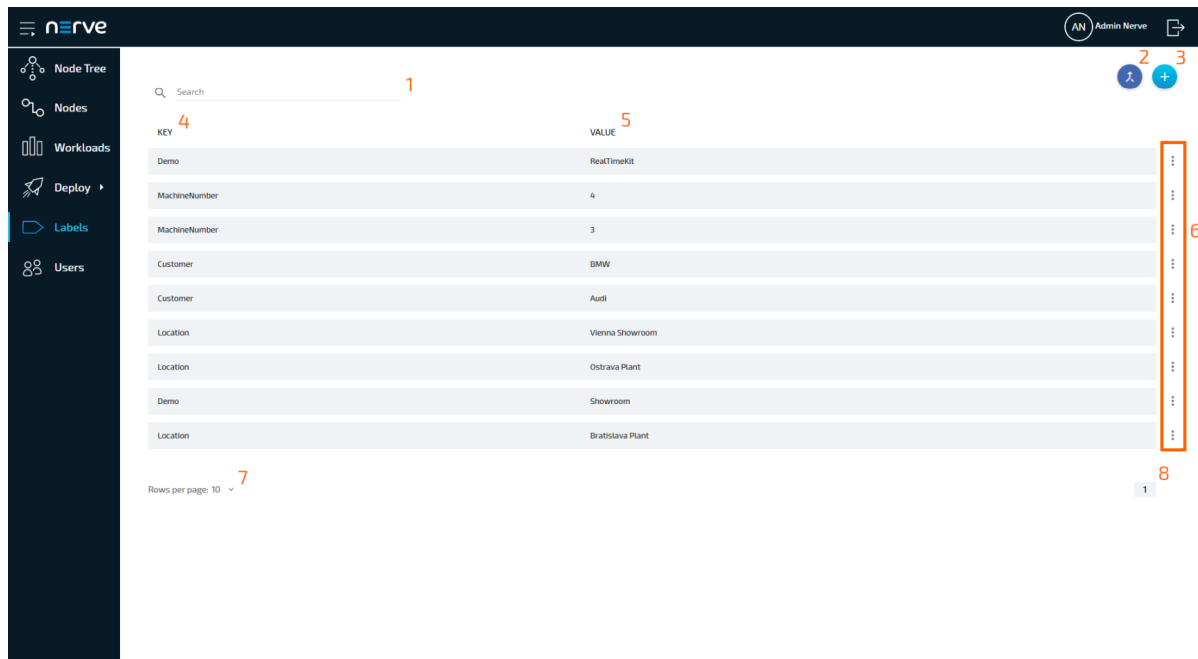 nerve
AN Admin Nerve
Node Tree
Nodes
Workloads
Deploy
Labels
Users
1
2
3
Search
4
5
KEY VALUE
Demo RealTimeKit
MachineNumber 4
MachineNumber 3
6
Customer BMW
Customer Audi
Location Vienna Showroom
Location Ostrava Plant
Demo Showroom
Location Bratislava Plant
7
8
Rows per page: 10
1